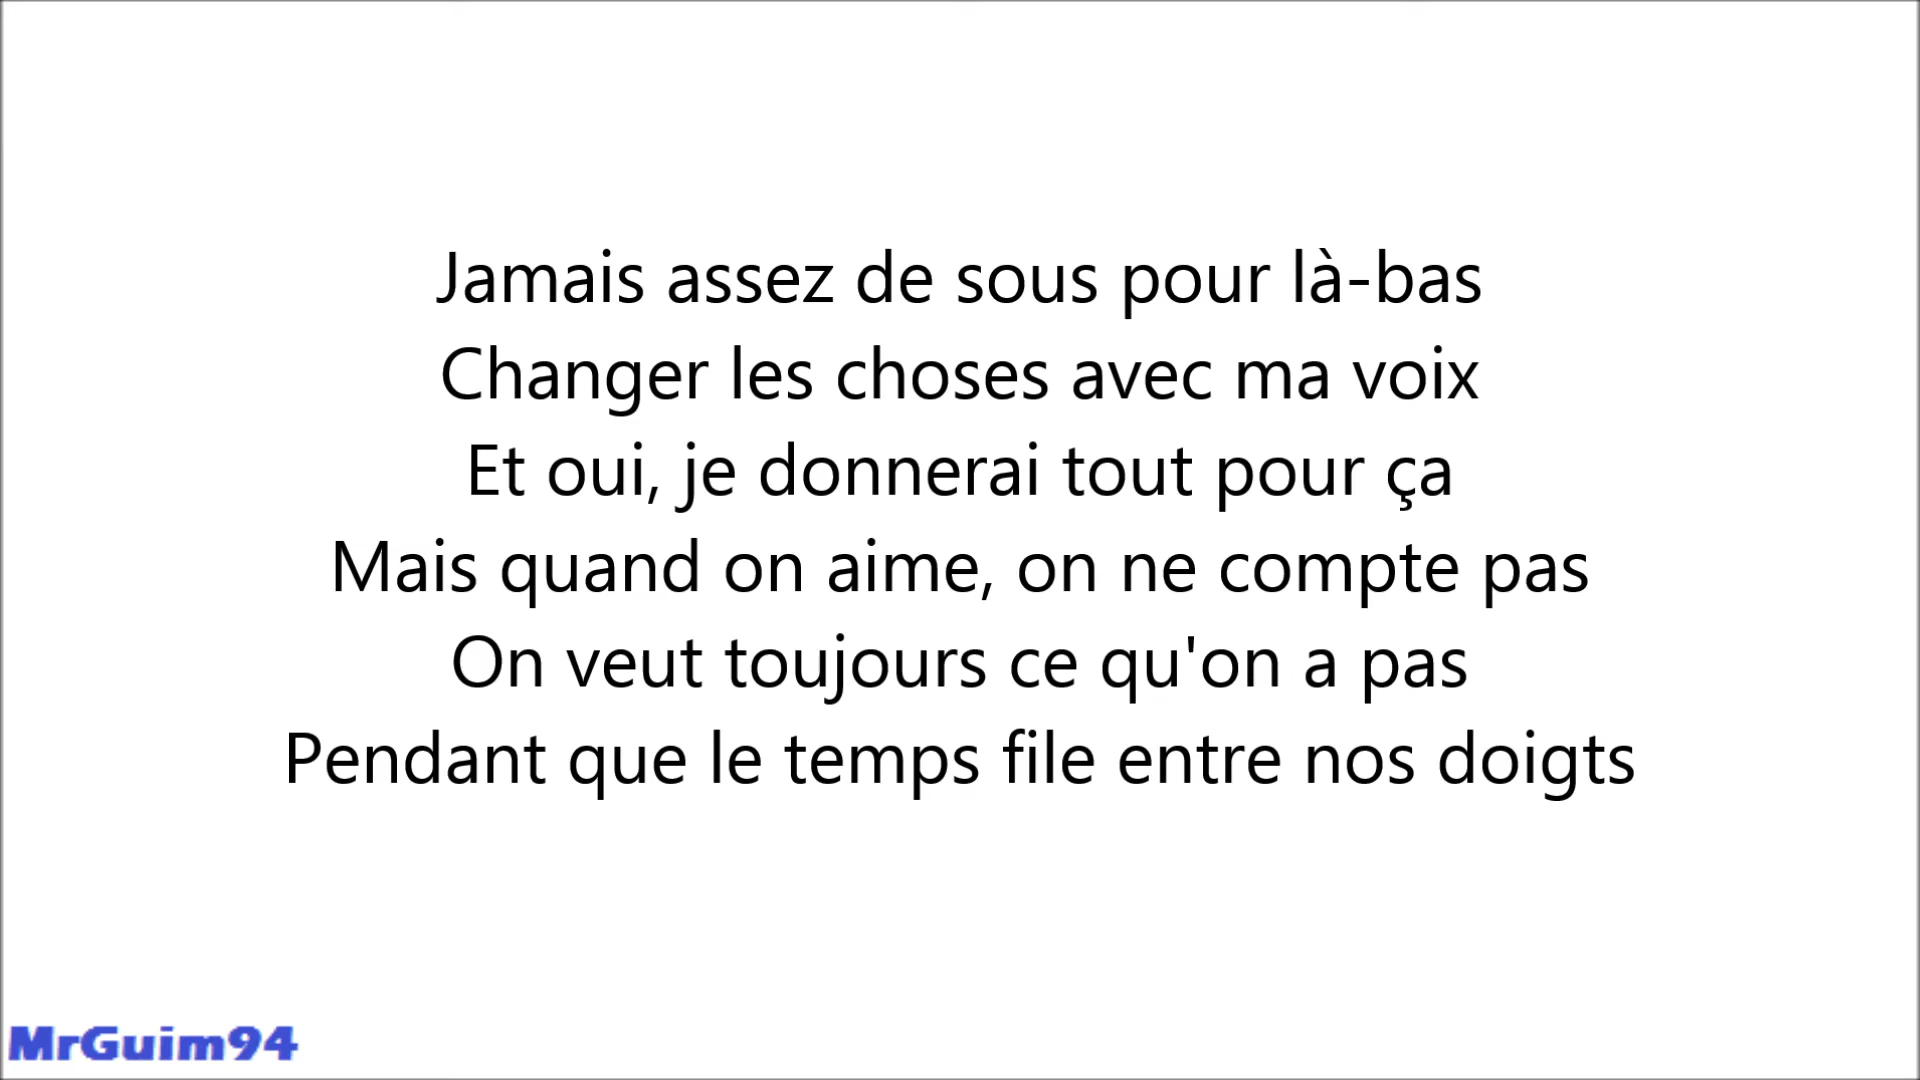 Jamais assez de sous pour là-bas
Changer les choses avec ma voix
Et oui, je donnerai tout pour ça
Mais quand on aime, on ne compte pas
On veut toujours ce qu'on a pas
Pendant que le temps file entre nos doigts
MrGuim94